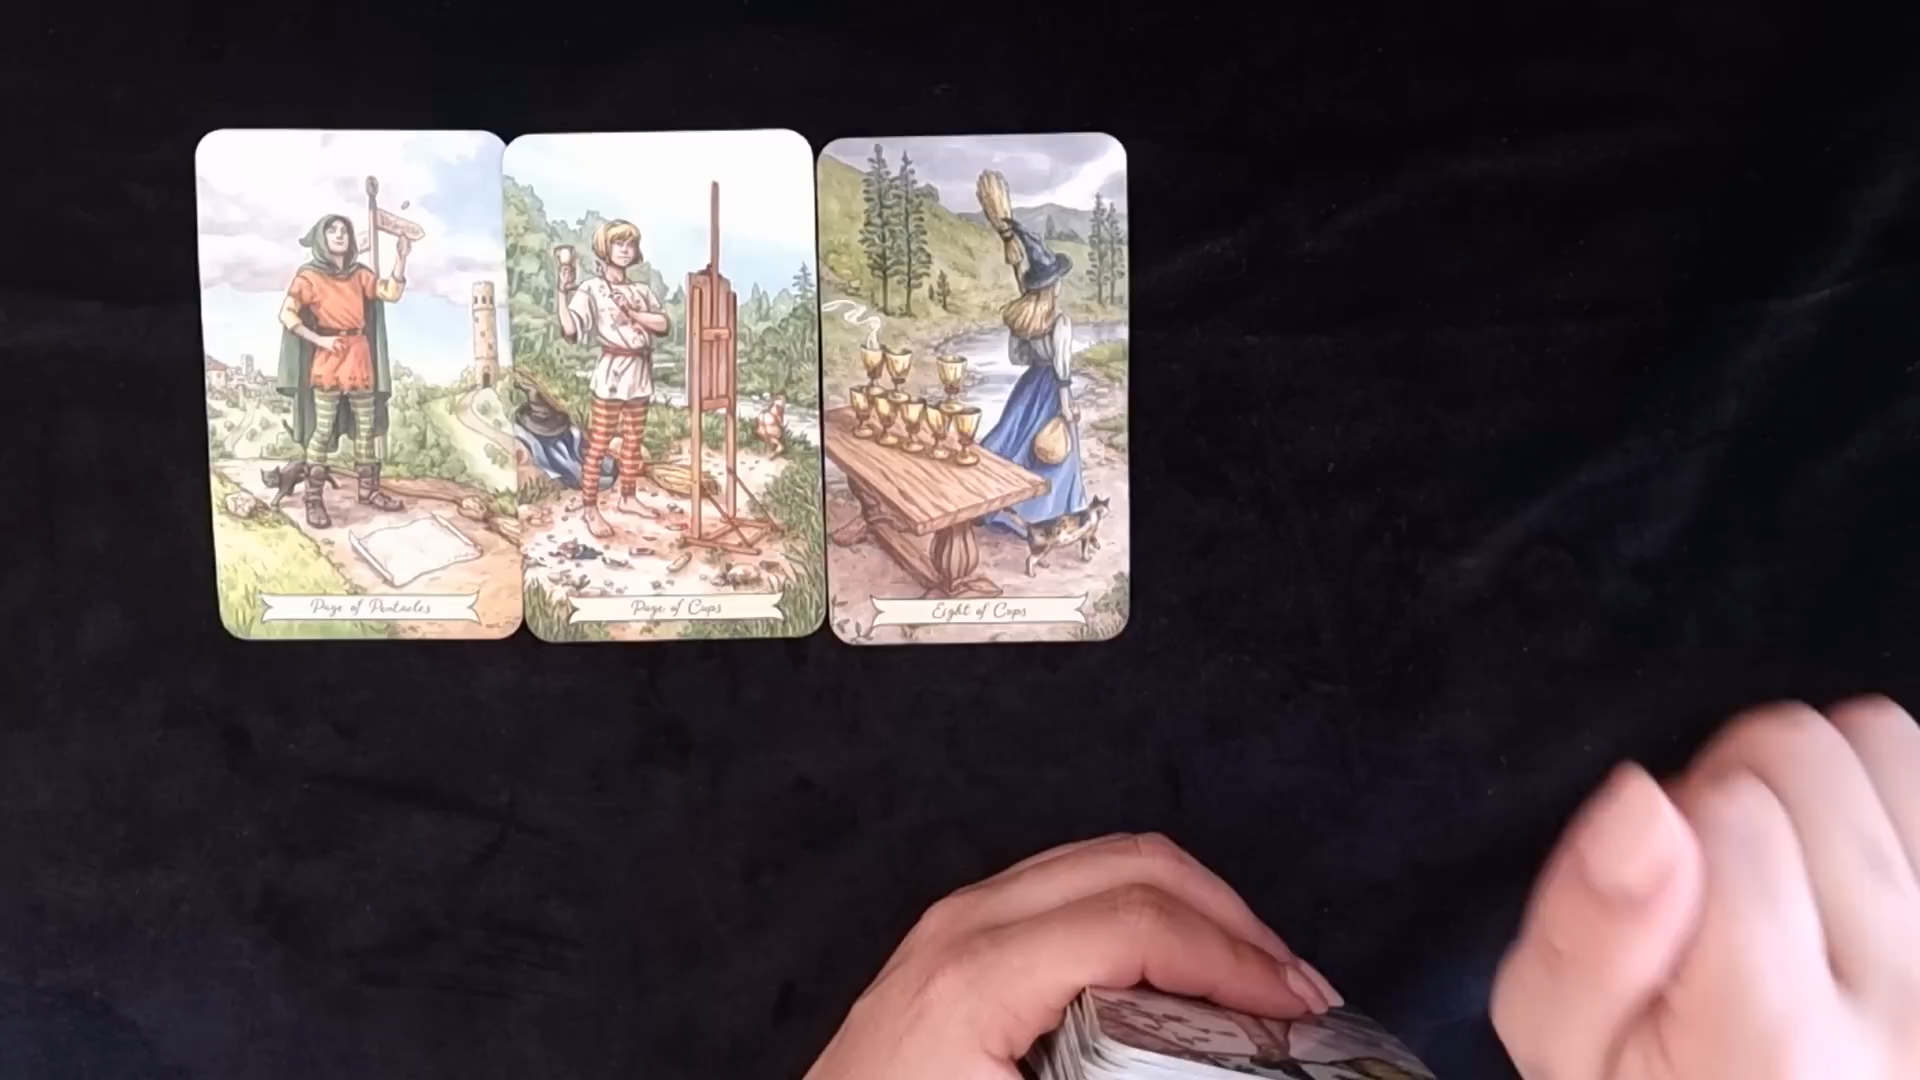 Page of Pentacles
Page of Cups
Eight of Cups